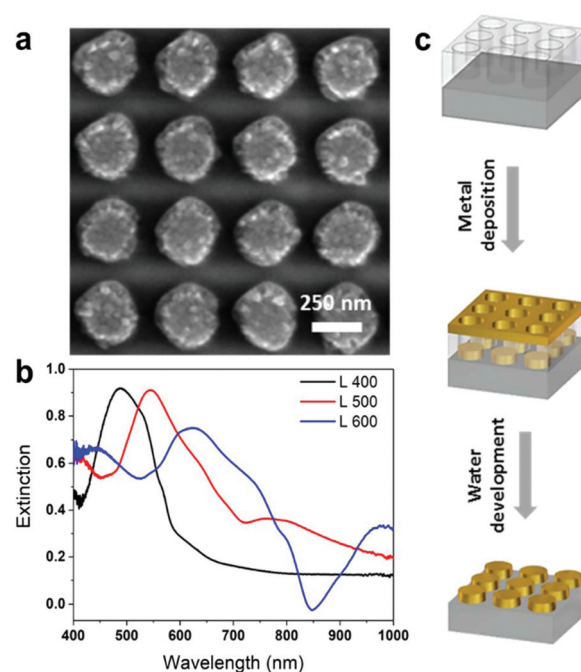 a
250 nm
b
L 400
L 500
L 600
1.0
0.8
0.6
0.4
0.2
0.0
Extinction
400 500 600 700 800 900 1000
Wavelength (nm)
c
Metal
deposition
Water
development